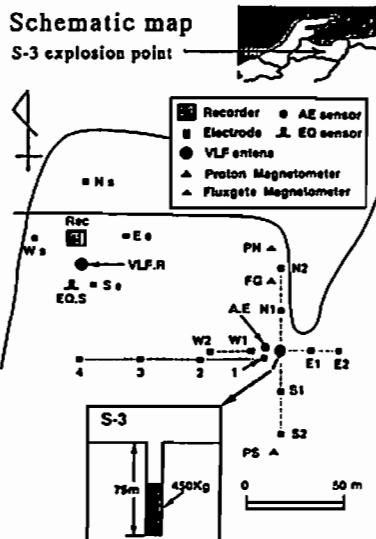 Schematic map
S-3 explosion point
Recorder
AE sensor
Electrode
EQ sensor
VLF entena
Proton Magnetometer
Fluxgate Magnetometer
Ns
Rec
Ws
Ee
VLF.R
EQ.S
Se
PN
N2
FG
N1
A.E
W2 W1
4 3 2 1
E1 E2
S1
S2
PS
S-3
75m
450Kg
0 50 m